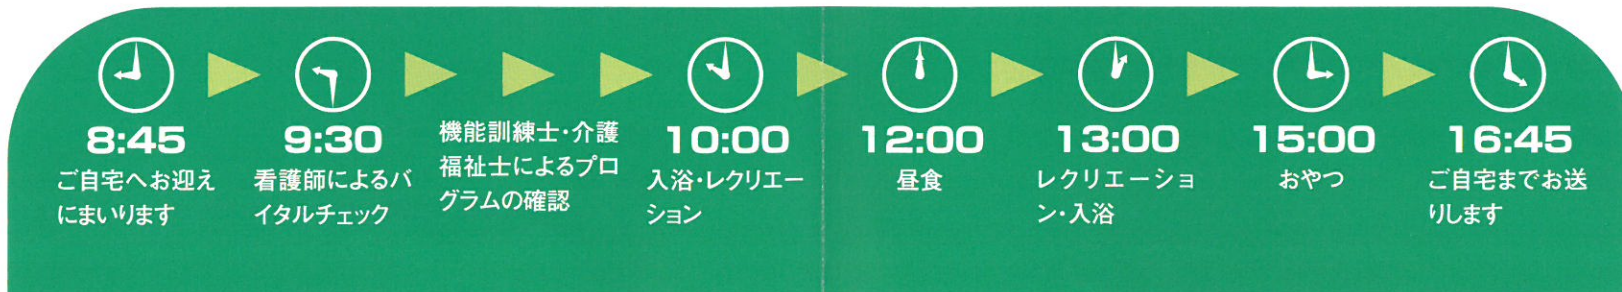 8:45
ご自宅へお迎え
にまいります
9:30
看護師によるバ
イタルチェック
機能訓練士・介護
福祉士によるプロ
グラムの確認
10:00
入浴・レクリエー
ション
12:00
昼食
13:00
レクリエーショ
ン・入浴
15:00
おやつ
16:45
ご自宅までお送
りします